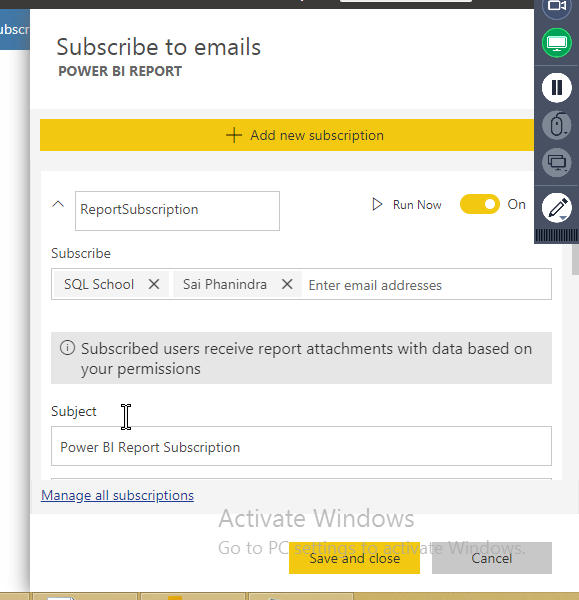 ubscr
Subscribe to emails
POWER BI REPORT
Add new subscription
ReportSubscription
Run Now
On
Subscribe
SQL School
Sai Phanindra
Enter email addresses
Subscribed users receive report attachments with data based on
your permissions
Subject
Power BI Report Subscription
Manage all subscriptions
Activate Windows
Go to PC settings to activate Windows.
Save and close
Cancel